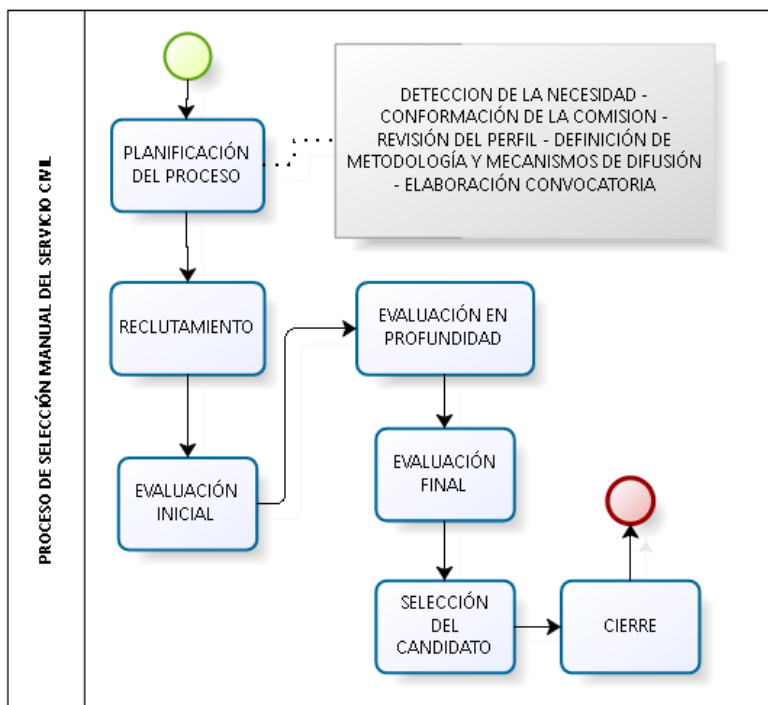 PROCESO DE SELECCIÓN MANUAL DEL SERVICIO CIVIL
PLANIFICACIÓN
DEL PROCESO
DETECCION DE LA NECESIDAD -
CONFORMACIÓN DE LA COMISION -
REVISIÓN DEL PERFIL - DEFINICIÓN DE
METODOLOGÍA Y MECANISMOS DE DIFUSIÓN
- ELABORACIÓN CONVOCATORIA
RECLUTAMIENTO
EVALUACIÓN
INICIAL
EVALUACIÓN EN
PROFUNDIDAD
EVALUACIÓN
FINAL
SELECCIÓN
DEL
CANDIDATO
CIERRE